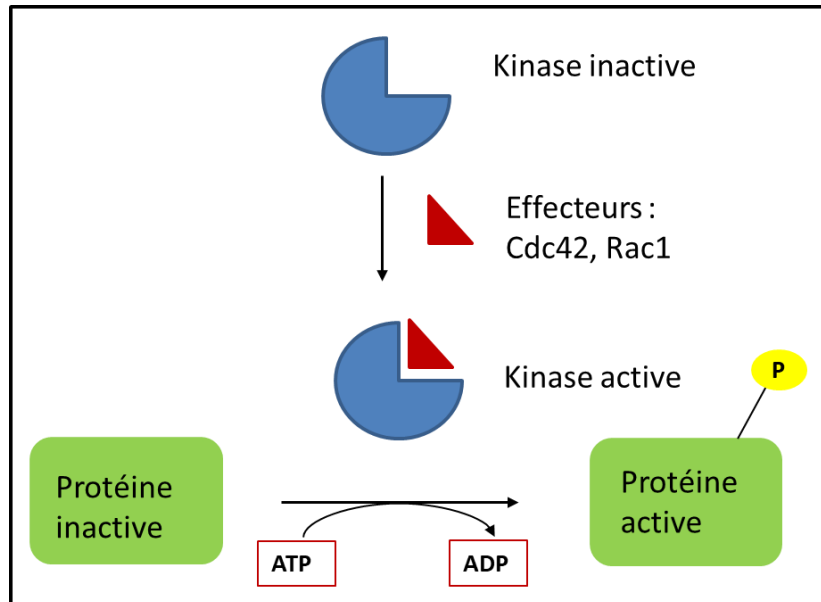 Kinase inactive
Effecteurs :
Cdc42, Rac1
Kinase active
P
Protéine
inactive
Protéine
active
ATP
ADP